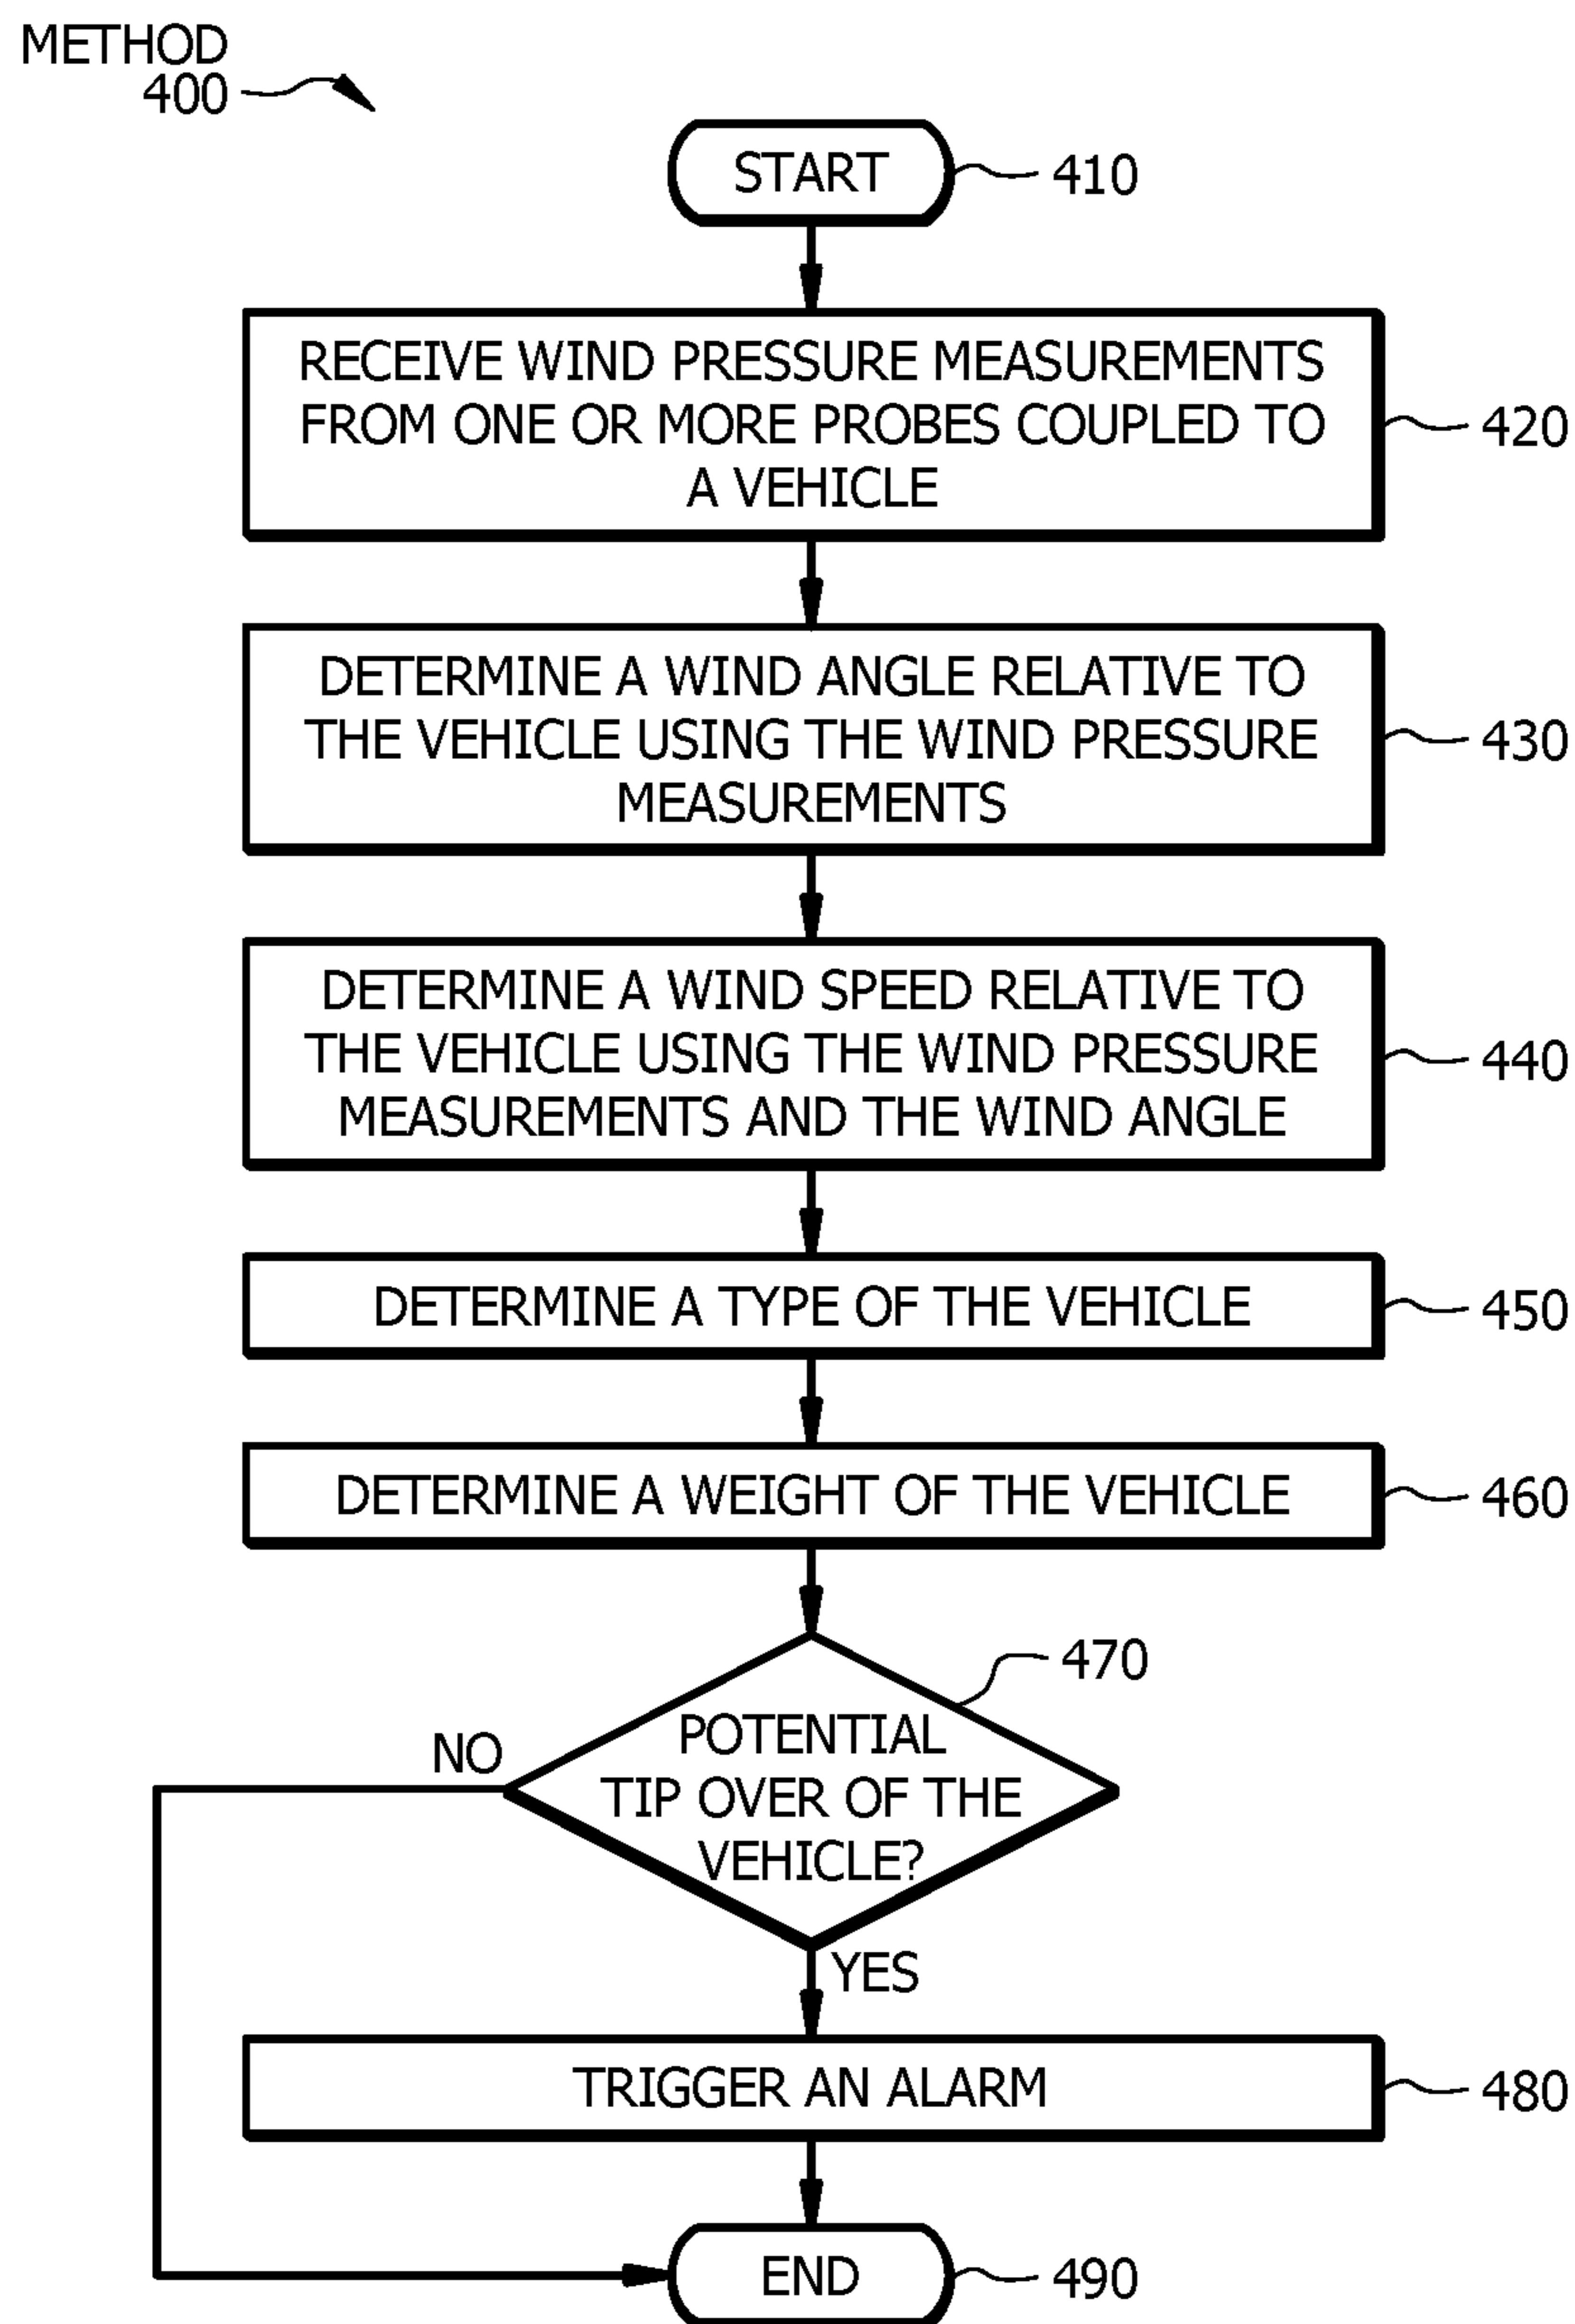 METHOD
400
START
410
RECEIVE WIND PRESSURE MEASUREMENTS
FROM ONE OR MORE PROBES COUPLED TO
A VEHICLE
420
DETERMINE A WIND ANGLE RELATIVE TO
THE VEHICLE USING THE WIND PRESSURE
MEASUREMENTS
430
DETERMINE A WIND SPEED RELATIVE TO
THE VEHICLE USING THE WIND PRESSURE
MEASUREMENTS AND THE WIND ANGLE
440
DETERMINE A TYPE OF THE VEHICLE
450
DETERMINE A WEIGHT OF THE VEHICLE
460
470
POTENTIAL
TIP OVER OF THE
VEHICLE?
NO
YES
TRIGGER AN ALARM
480
END
490